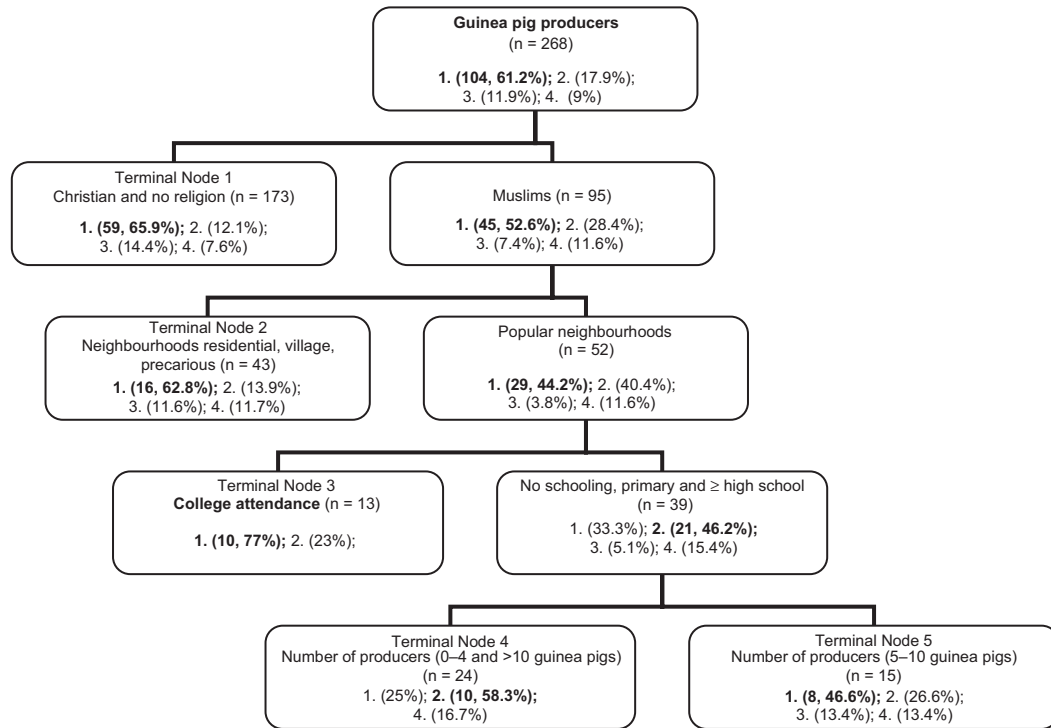 Guinea pig producers
(n = 268)
1. (104, 61.2%); 2. (17.9%);
3. (11.9%); 4. (9%)
Terminal Node 1
Christian and no religion (n = 173)
1. (59, 65.9%); 2. (12.1%);
3. (14.4%); 4. (7.6%)
Muslims (n = 95)
1. (45, 52.6%); 2. (28.4%);
3. (7.4%); 4. (11.6%)
Terminal Node 2
Neighbourhoods residential, village,
precarious (n = 43)
1. (16, 62.8%); 2. (13.9%);
3. (11.6%); 4. (11.7%)
Popular neighbourhoods
(n = 52)
1. (29, 44.2%); 2. (40.4%);
3. (3.8%); 4. (11.6%)
Terminal Node 3
College attendance (n = 13)
1. (10, 77%); 2. (23%);
No schooling, primary and ≥ high school
(n = 39)
1. (33.3%); 2. (21, 46.2%);
3. (5.1%); 4. (15.4%)
Terminal Node 4
Number of producers (0–4 and >10 guinea pigs)
(n = 24)
1. (25%); 2. (10, 58.3%);
4. (16.7%)
Terminal Node 5
Number of producers (5–10 guinea pigs)
(n = 15)
1. (8, 46.6%); 2. (26.6%);
3. (13.4%); 4. (13.4%)